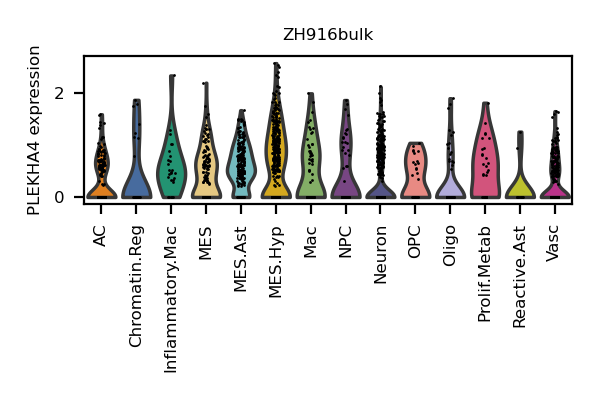 ZH916bulk
PLEKHA4 expression
2
0
AC
Chromatin.Reg
Inflammatory.Mac
MES
MES.Ast
MES.Hyp
Mac
NPC
Neuron
OPC
Oligo
Prolif.Metab
Reactive.Ast
Vasc